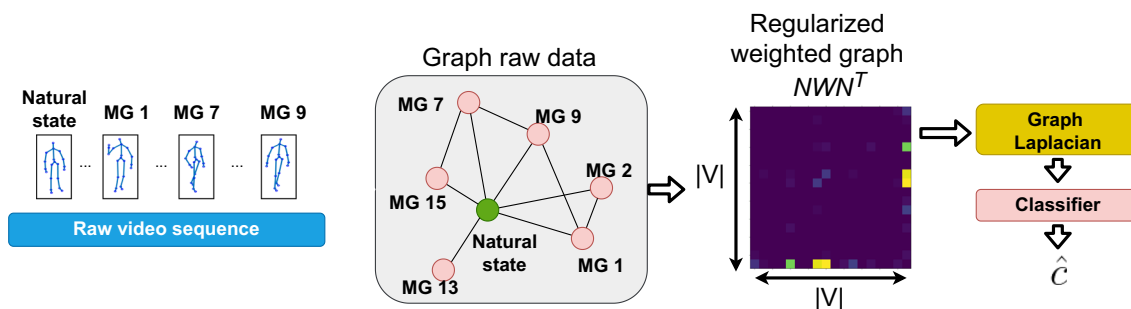 Natural
state
MG 1
MG 7
MG 9
...
...
...
Raw video sequence
Graph raw data
MG 7
MG 9
MG 2
MG 15
Natural
state
MG 1
MG 13
Regularized
weighted graph
NWN^T
|V|
|V|
Graph
Laplacian
Classifier
ĉ